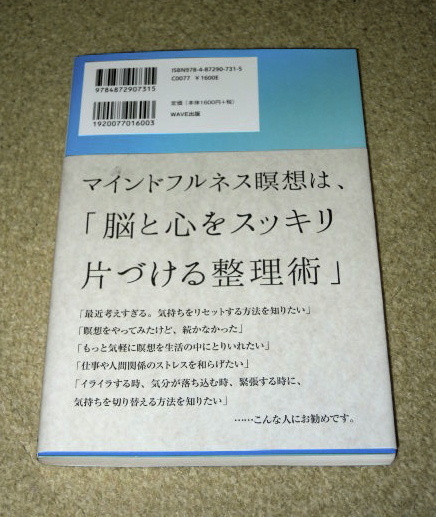 ISBN978-4-87290-731-5
C0077 ¥1600E
9784872907315
定価(本体1600円+税)
WAVE出版
1920077016003
マインドフルネス瞑想は、
「脳と心をスッキリ
片づける整理術」
「最近考えすぎる。気持ちをリセットする方法を知りたい」
「瞑想をやってみたけど、続かなかった」
「もっと気軽に瞑想を生活の中にとりいれたい」
「仕事や人間関係のストレスを和らげたい」
「イライラする時、気分が落ち込む時、緊張する時に、
気持ちを切り替える方法を知りたい」
……こんな人にお勧めです。